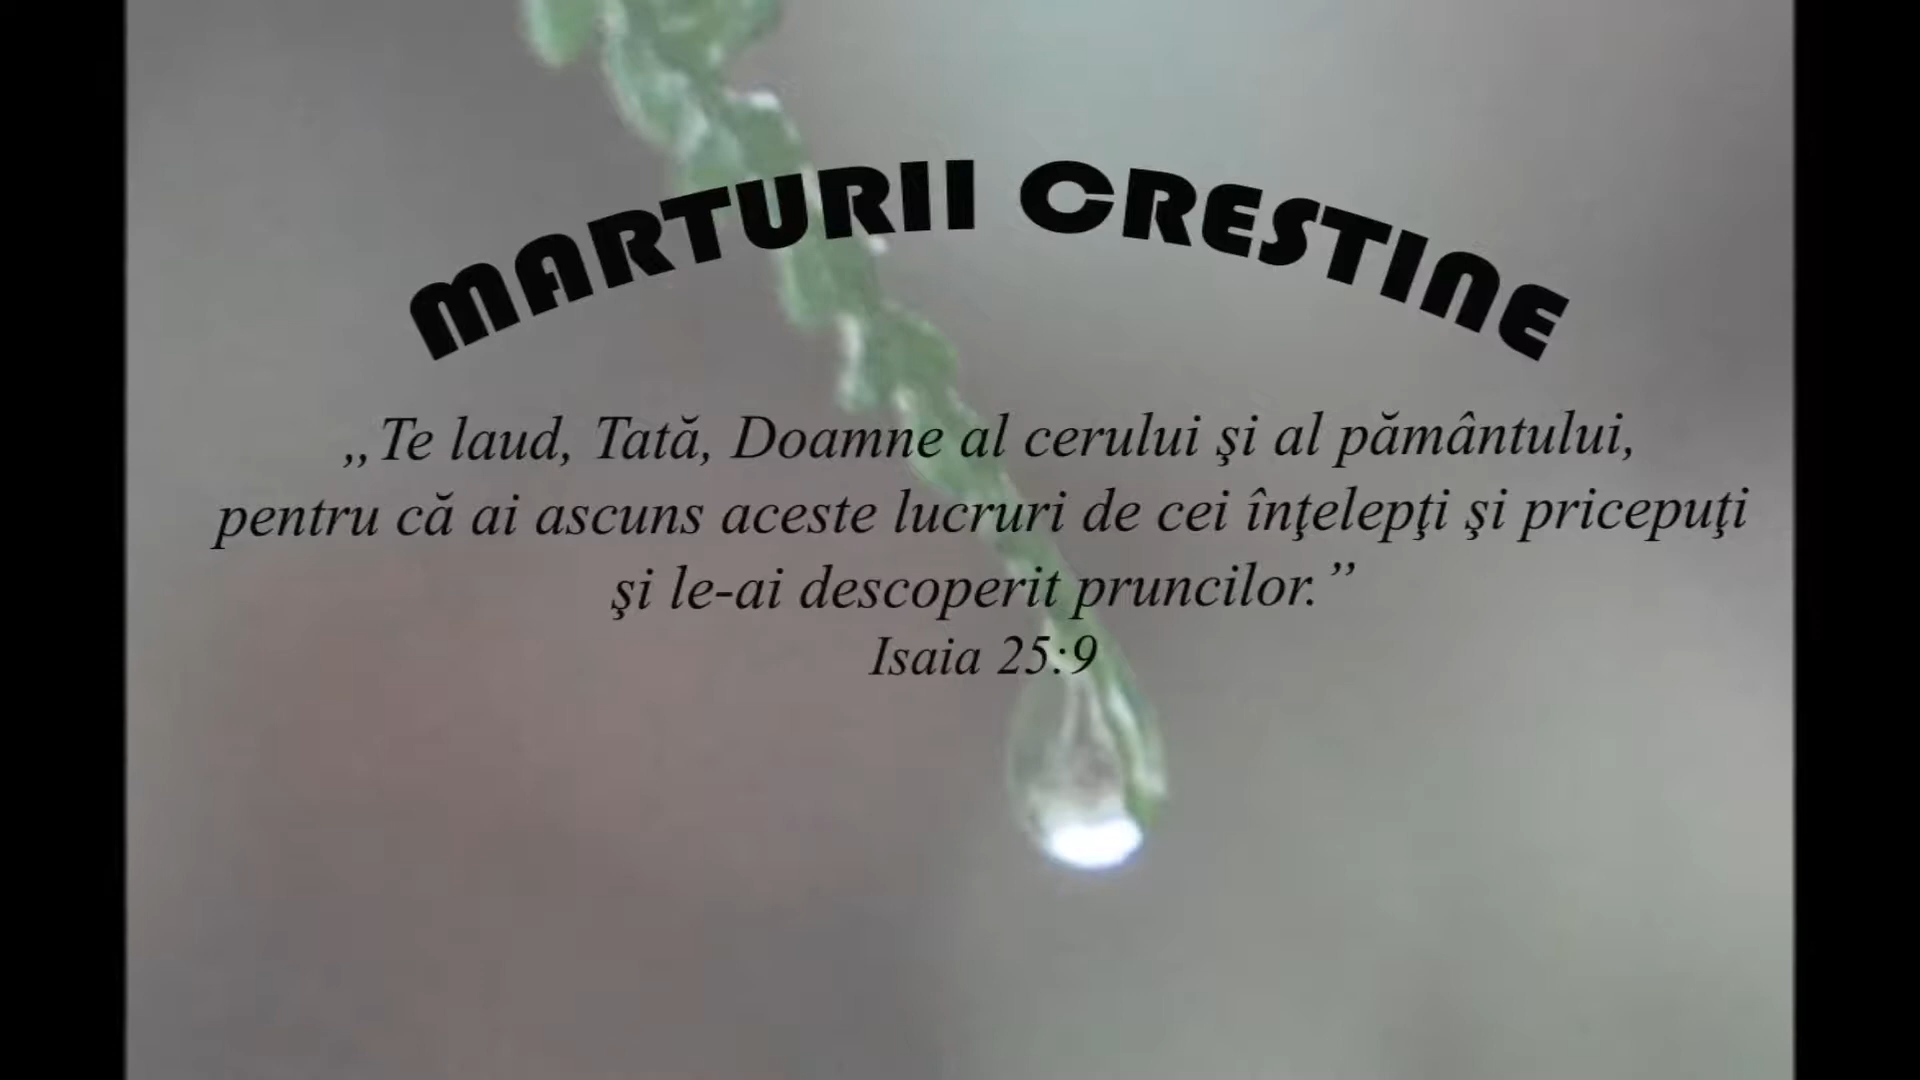 MARTURII CRESTINE
,,Te laud, Tată, Doamne al cerului şi al pământului,
pentru că ai ascuns aceste lucruri de cei înţelepţi şi pricepuţi
şi le-ai descoperit pruncilor.”
Isaia 25:9